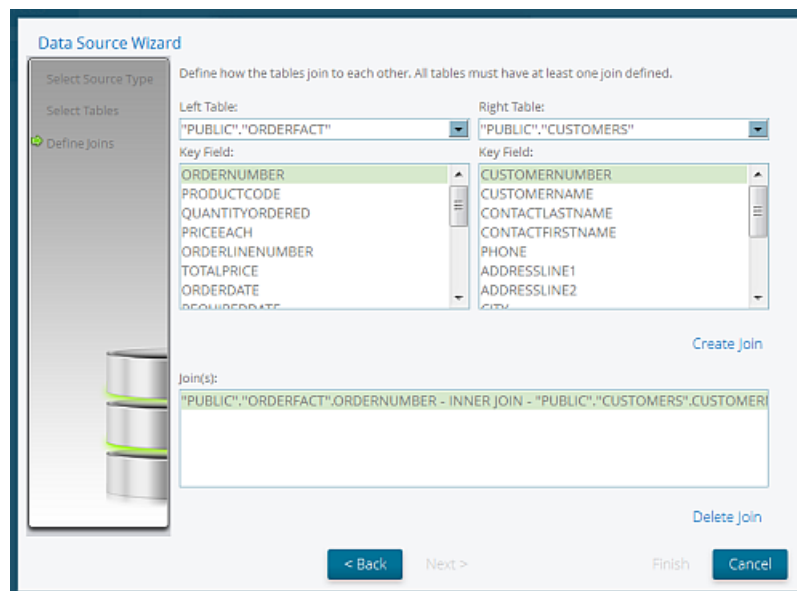 Data Source Wizard
Select Source Type
Select Tables
Define Joins
Define how the tables join to each other. All tables must have at least one join defined.
Left Table:
"PUBLIC"."ORDERFACT"
Key Field:
ORDERNUMBER
PRODUCTCODE
QUANTITYORDERED
PRICEEACH
ORDERLINENUMBER
TOTALPRICE
ORDERDATE
REQUIREDDATE
Right Table:
"PUBLIC"."CUSTOMERS"
Key Field:
CUSTOMERNUMBER
CUSTOMERNAME
CONTACTLASTNAME
CONTACTFIRSTNAME
PHONE
ADDRESSLINE1
ADDRESSLINE2
CITY
Create Join
Join(s):
"PUBLIC"."ORDERFACT".ORDERNUMBER - INNER JOIN - "PUBLIC"."CUSTOMERS".CUSTOMER
Delete Join
< Back
Next >
Finish
Cancel